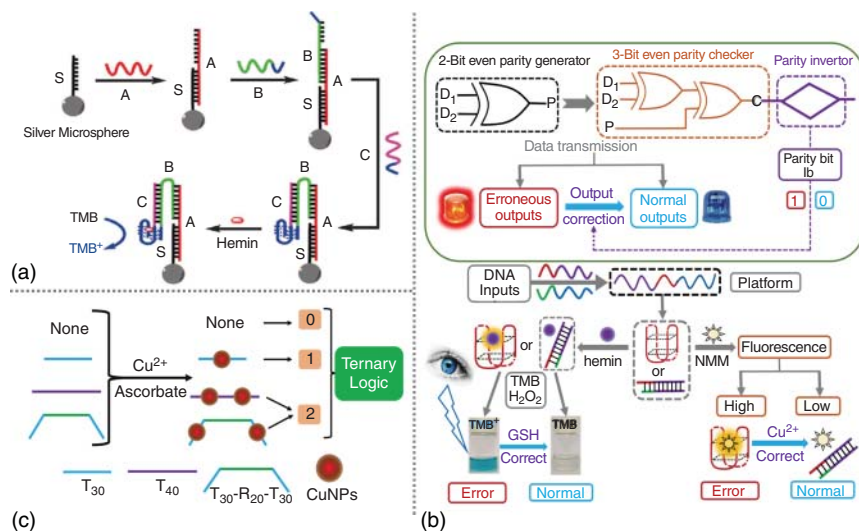 S
A
Silver Microsphere
S
A
B
B
S
A
C
TMB
TMB⁺
B
C
A
S
Hemin
B
C
A
S
(a)
2-Bit even parity generator
D₁
D₂
P
3-Bit even parity checker
D₁
D₂
P
C
Parity invertor
Data transmission
Parity bit
Ib
1
0
Erroneous
outputs
Output
correction
Normal
outputs
DNA
Inputs
Platform
or
hemin
or
NMM
Fluorescence
TMB
H₂O₂
High
Low
TMB⁺
GSH
Correct
TMB
Cu²⁺
Correct
Error
Normal
Error
Normal
(b)
None
Cu²⁺
Ascorbate
None
0
1
2
Ternary
Logic
T₃₀
T₄₀
T₃₀-R₂₀-T₃₀
CuNPs
(c)